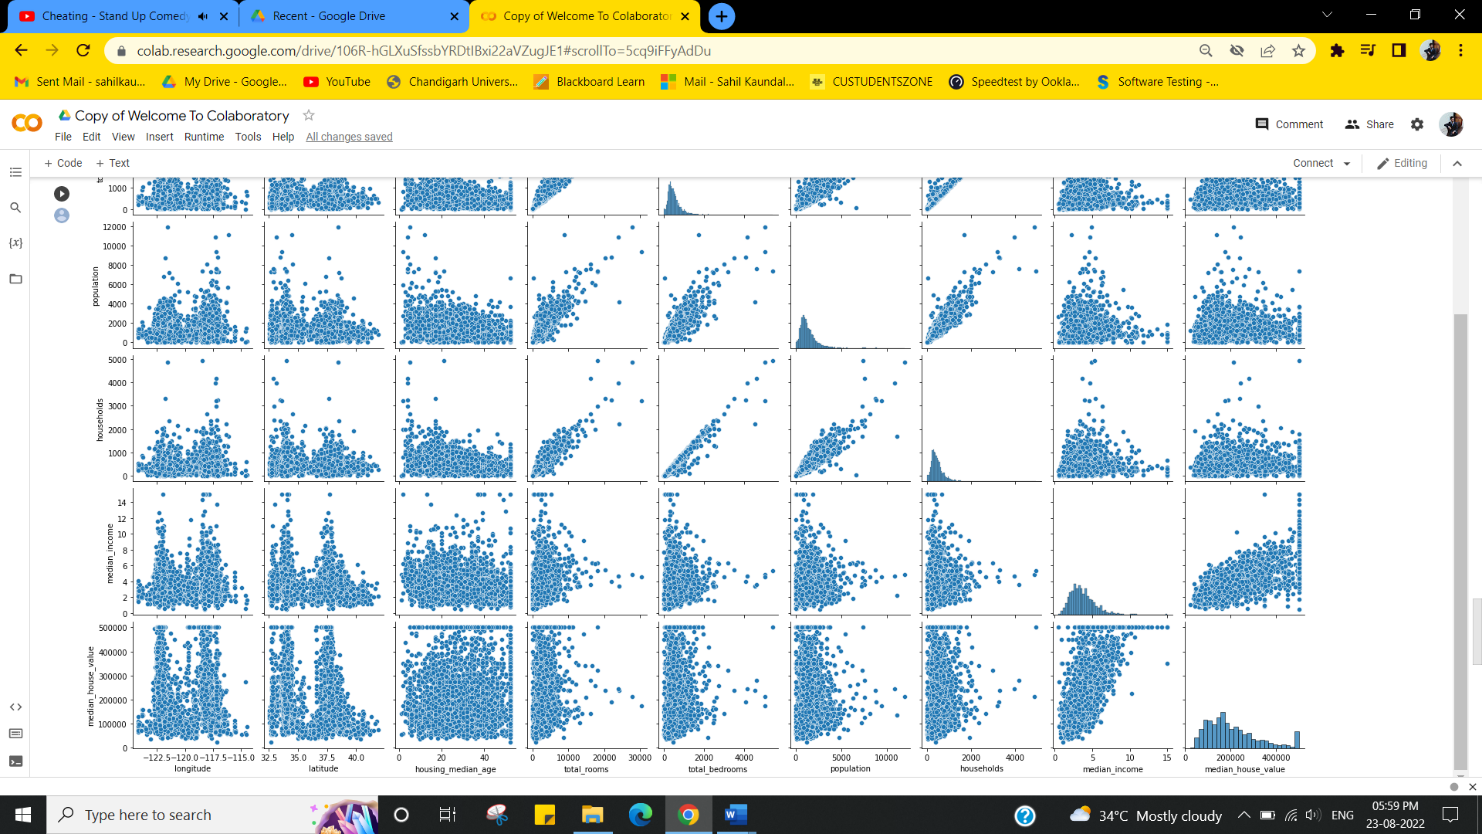 Cheating - Stand Up Comedy
Recent - Google Drive
Copy of Welcome To Colaborator
colab.research.google.com/drive/106R-hGLXuSfssbYRDtIBxi22aVZugJE1#scrollTo=5cq9iFFyAdDu
Sent Mail - sahilkau...
My Drive - Google...
YouTube
Chandigarh Univers...
Blackboard Learn
Mail - Sahil Kaundal...
CUSTUDENTSZONE
Speedtest by Ookla...
Software Testing -...
Copy of Welcome To Colaboratory
File Edit View Insert Runtime Tools Help All changes saved
Comment
Share
+ Code + Text
Connect
Editing
1000
0
12000
10000
8000
6000
4000
2000
0
population
5000
4000
3000
2000
1000
0
households
14
12
10
8
6
4
2
0
median_income
500000
400000
300000
200000
100000
0
median_house_value
−122.5−120.0−117.5−115.0
longitude
32.5 35.0 37.5 40.0
latitude
0 20 40
housing_median_age
0 10000 20000 30000
total_rooms
0 2000 4000
total_bedrooms
0 5000 10000
population
0 2000 4000
households
0 5 10 15
median_income
200000 400000
median_house_value
Type here to search
34°C Mostly cloudy
ENG
05:59 PM
23-08-2022